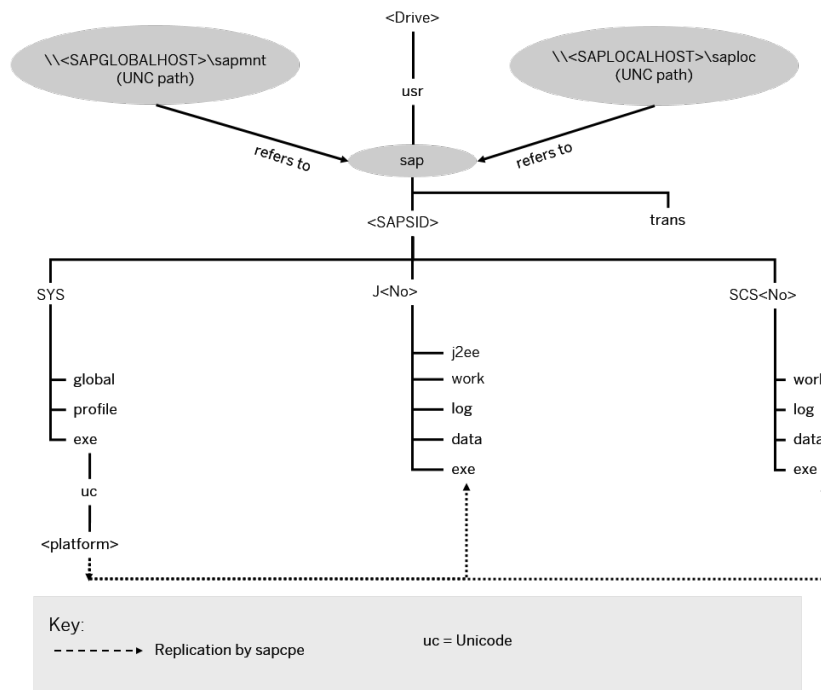 <Drive>
\\<SAPGLOBALHOST>\sapmnt
(UNC path)
\\<SAPLOCALHOST>\saploc
(UNC path)
usr
refers to
sap
refers to
<SAPSID>
trans
SYS
J<No>
SCS<No>
j2ee
global
work
work
profile
log
log
exe
data
data
exe
exe
uc
<platform>
Key:
Replication by sapcpe
uc = Unicode